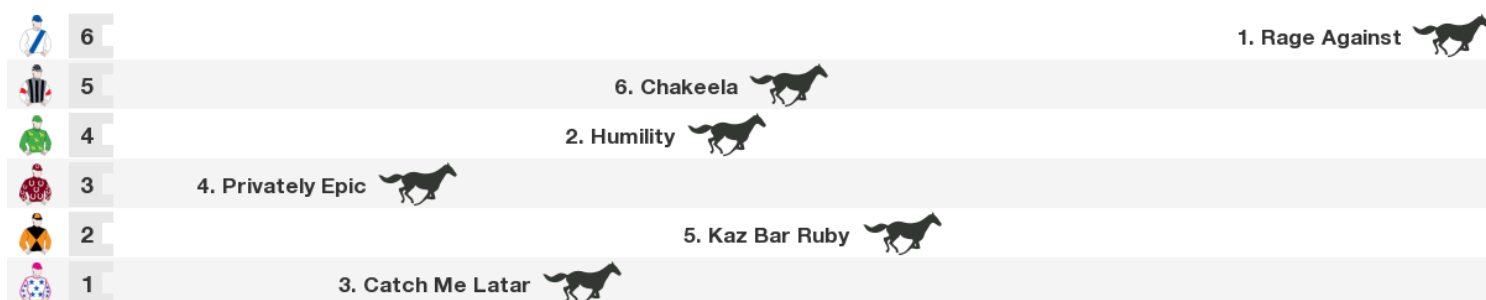 6 1. Rage Against
5 6. Chakeela
4 2. Humility
3 4. Privately Epic
2 5. Kaz Bar Ruby
1 3. Catch Me Latar